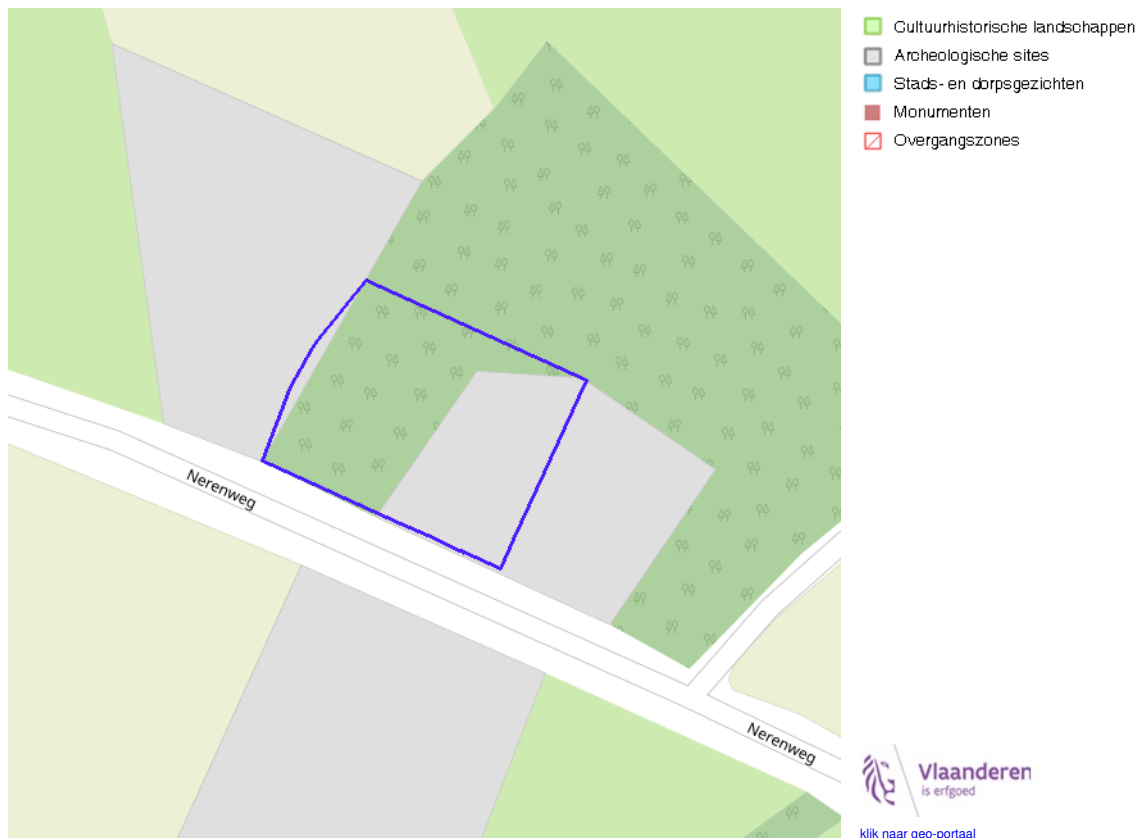 Cultuurhistorische landschappen
Archeologische sites
Stads- en dorpsgezichten
Monumenten
Overgangszones
Nerenweg
Nerenweg
Vlaanderen
is erfgoed
klik naar geo-portaal